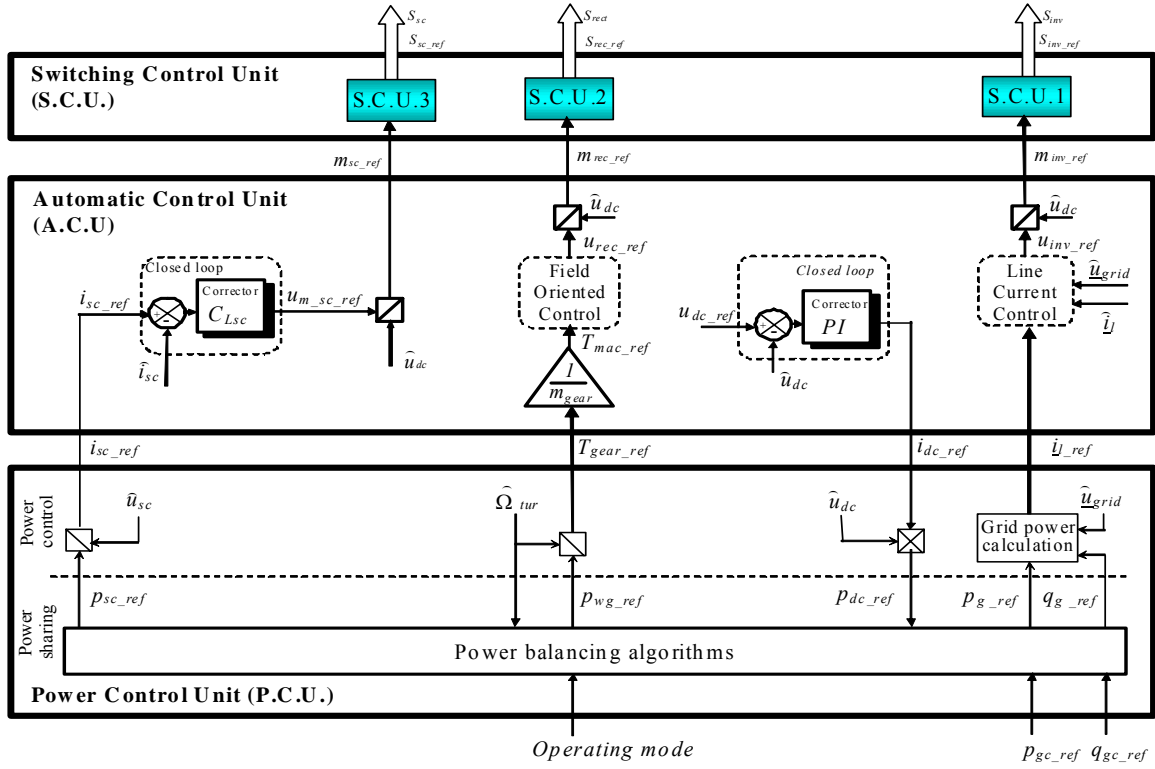 S_sc
S_sc_ref
S_rect
S_rec_ref
S_inv
S_inv_ref
Switching Control Unit
(S.C.U.)
S.C.U.3
S.C.U.2
S.C.U.1
m_sc_ref
m_rec_ref
m_inv_ref
Automatic Control Unit
(A.C.U)
û_dc
û_dc
u_rec_ref
u_inv_ref
Closed loop
Corrector
C_Lsc
+
-
i_sc_ref
u_m_sc_ref
î_sc
û_dc
Field
Oriented
Control
T_mac_ref
1
m_gear
Closed loop
Corrector
PI
+
-
u_dc_ref
û_dc
Line
Current
Control
û_grid
î_l
i_sc_ref
T_gear_ref
i_dc_ref
i_l_ref
Power
control
û_sc
Ω̂_tur
û_dc
û_grid
Grid power
calculation
Power
sharing
p_sc_ref
p_wg_ref
p_dc_ref
p_g_ref
q_g_ref
Power balancing algorithms
Power Control Unit (P.C.U.)
Operating mode
p_gc_ref
q_gc_ref